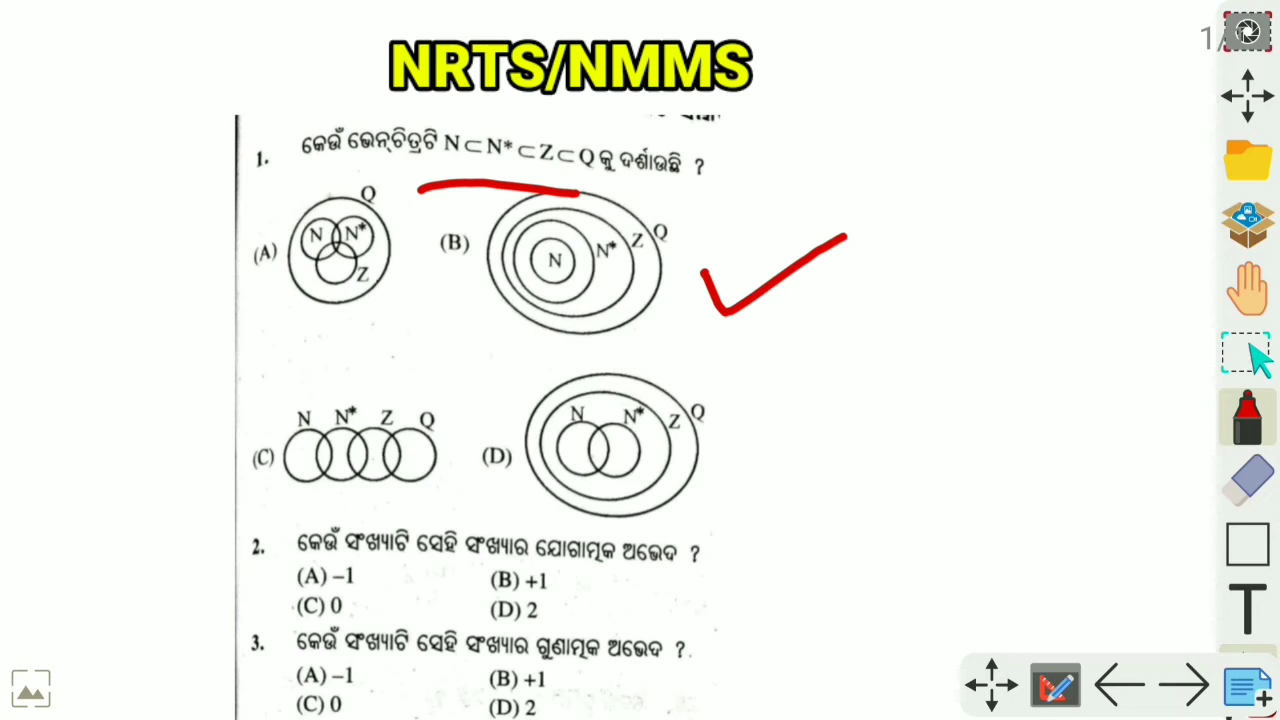 NRTS/NMMS
1/
1. କେଉଁ ଭେନ୍‌ଚିତ୍ରଟି N⊂N*⊂Z⊂Q କୁ ଦର୍ଶାଉଛି ?
(A) N N* Z Q
(B) N N* Z Q
(C) N N* Z Q
(D) N N* Z Q
2. କେଉଁ ସଂଖ୍ୟାଟି ସେହି ସଂଖ୍ୟାର ଯୋଗାତ୍ମକ ଅଭେଦ ?
(A) –1 (B) +1
(C) 0 (D) 2
3. କେଉଁ ସଂଖ୍ୟାଟି ସେହି ସଂଖ୍ୟାର ଗୁଣାତ୍ମକ ଅଭେଦ ?
(A) –1 (B) +1
(C) 0 (D) 2